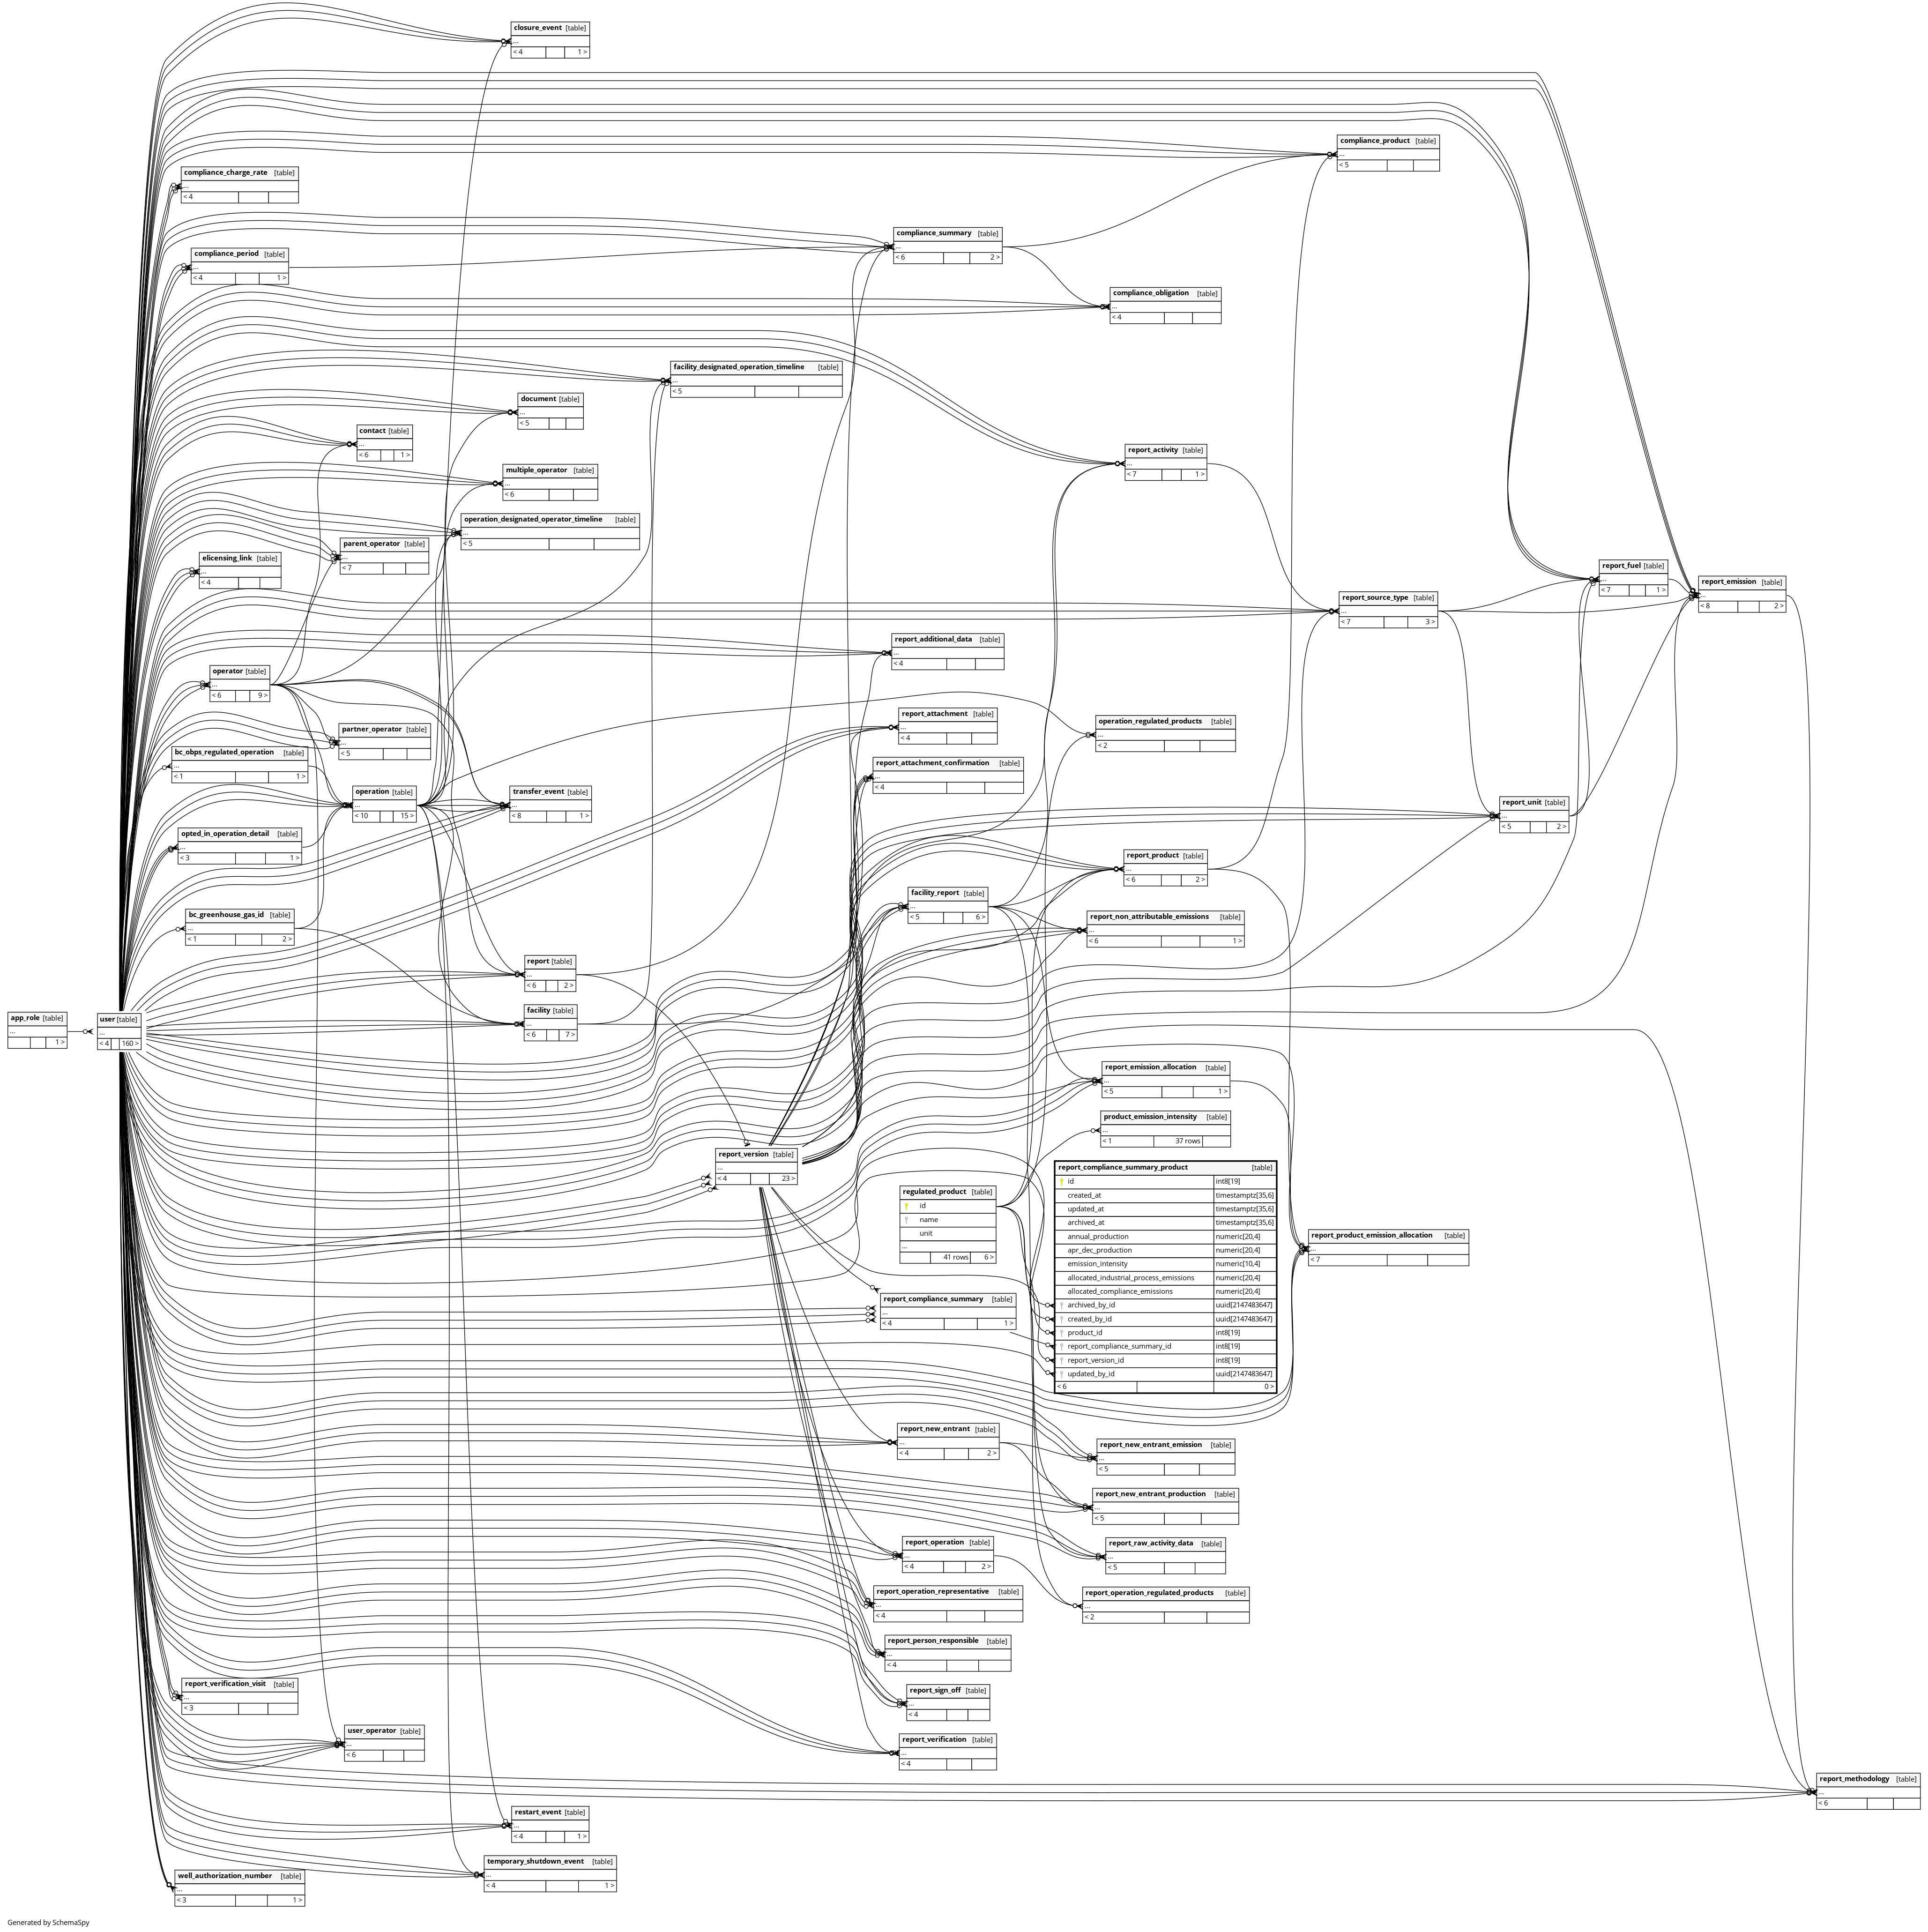 closure_event [table]
...
< 4 1 >
compliance_product [table]
...
< 5
compliance_charge_rate [table]
...
< 4
compliance_summary [table]
...
< 6 2 >
compliance_period [table]
...
< 4 1 >
compliance_obligation [table]
...
< 4
facility_designated_operation_timeline [table]
...
< 5
document [table]
...
< 5
contact [table]
...
< 6 1 >
report_activity [table]
...
< 7 1 >
multiple_operator [table]
...
< 6
operation_designated_operator_timeline [table]
...
< 5
parent_operator [table]
...
< 7
elicensing_link [table]
...
< 4
report_fuel [table]
...
< 7 1 >
report_emission [table]
...
< 8 2 >
report_source_type [table]
...
< 7 3 >
report_additional_data [table]
...
< 4
operator [table]
...
< 6 9 >
report_attachment [table]
...
< 4
operation_regulated_products [table]
...
< 2
partner_operator [table]
...
< 5
bc_obps_regulated_operation [table]
...
< 1 1 >
report_attachment_confirmation [table]
...
< 4
operation [table]
...
< 10 15 >
transfer_event [table]
...
< 8 1 >
report_unit [table]
...
< 5 2 >
opted_in_operation_detail [table]
...
< 3 1 >
report_product [table]
...
< 6 2 >
facility_report [table]
...
< 5 6 >
bc_greenhouse_gas_id [table]
...
< 1 2 >
report_non_attributable_emissions [table]
...
< 6 1 >
report [table]
...
< 6 2 >
facility [table]
...
< 6 7 >
app_role [table]
...
1 >
user [table]
...
< 4 160 >
report_emission_allocation [table]
...
< 5 1 >
product_emission_intensity [table]
...
< 1 37 rows
report_version [table]
...
< 4 23 >
report_compliance_summary_product [table]
id int8[19]
created_at timestamptz[35,6]
updated_at timestamptz[35,6]
archived_at timestamptz[35,6]
annual_production numeric[20,4]
apr_dec_production numeric[20,4]
emission_intensity numeric[10,4]
allocated_industrial_process_emissions numeric[20,4]
allocated_compliance_emissions numeric[20,4]
archived_by_id uuid[2147483647]
created_by_id uuid[2147483647]
product_id int8[19]
report_compliance_summary_id int8[19]
report_version_id int8[19]
updated_by_id uuid[2147483647]
< 6 0 >
regulated_product [table]
id
name
unit
...
41 rows 6 >
report_product_emission_allocation [table]
...
< 7
report_compliance_summary [table]
...
< 4 1 >
report_new_entrant [table]
...
< 4 2 >
report_new_entrant_emission [table]
...
< 5
report_new_entrant_production [table]
...
< 5
report_operation [table]
...
< 4 2 >
report_raw_activity_data [table]
...
< 5
report_operation_representative [table]
...
< 4
report_operation_regulated_products [table]
...
< 2
report_person_responsible [table]
...
< 4
report_verification_visit [table]
...
< 3
report_sign_off [table]
...
< 4
user_operator [table]
...
< 6
report_verification [table]
...
< 4
report_methodology [table]
...
< 6
restart_event [table]
...
< 4 1 >
temporary_shutdown_event [table]
...
< 4 1 >
well_authorization_number [table]
...
< 3 1 >
Generated by SchemaSpy